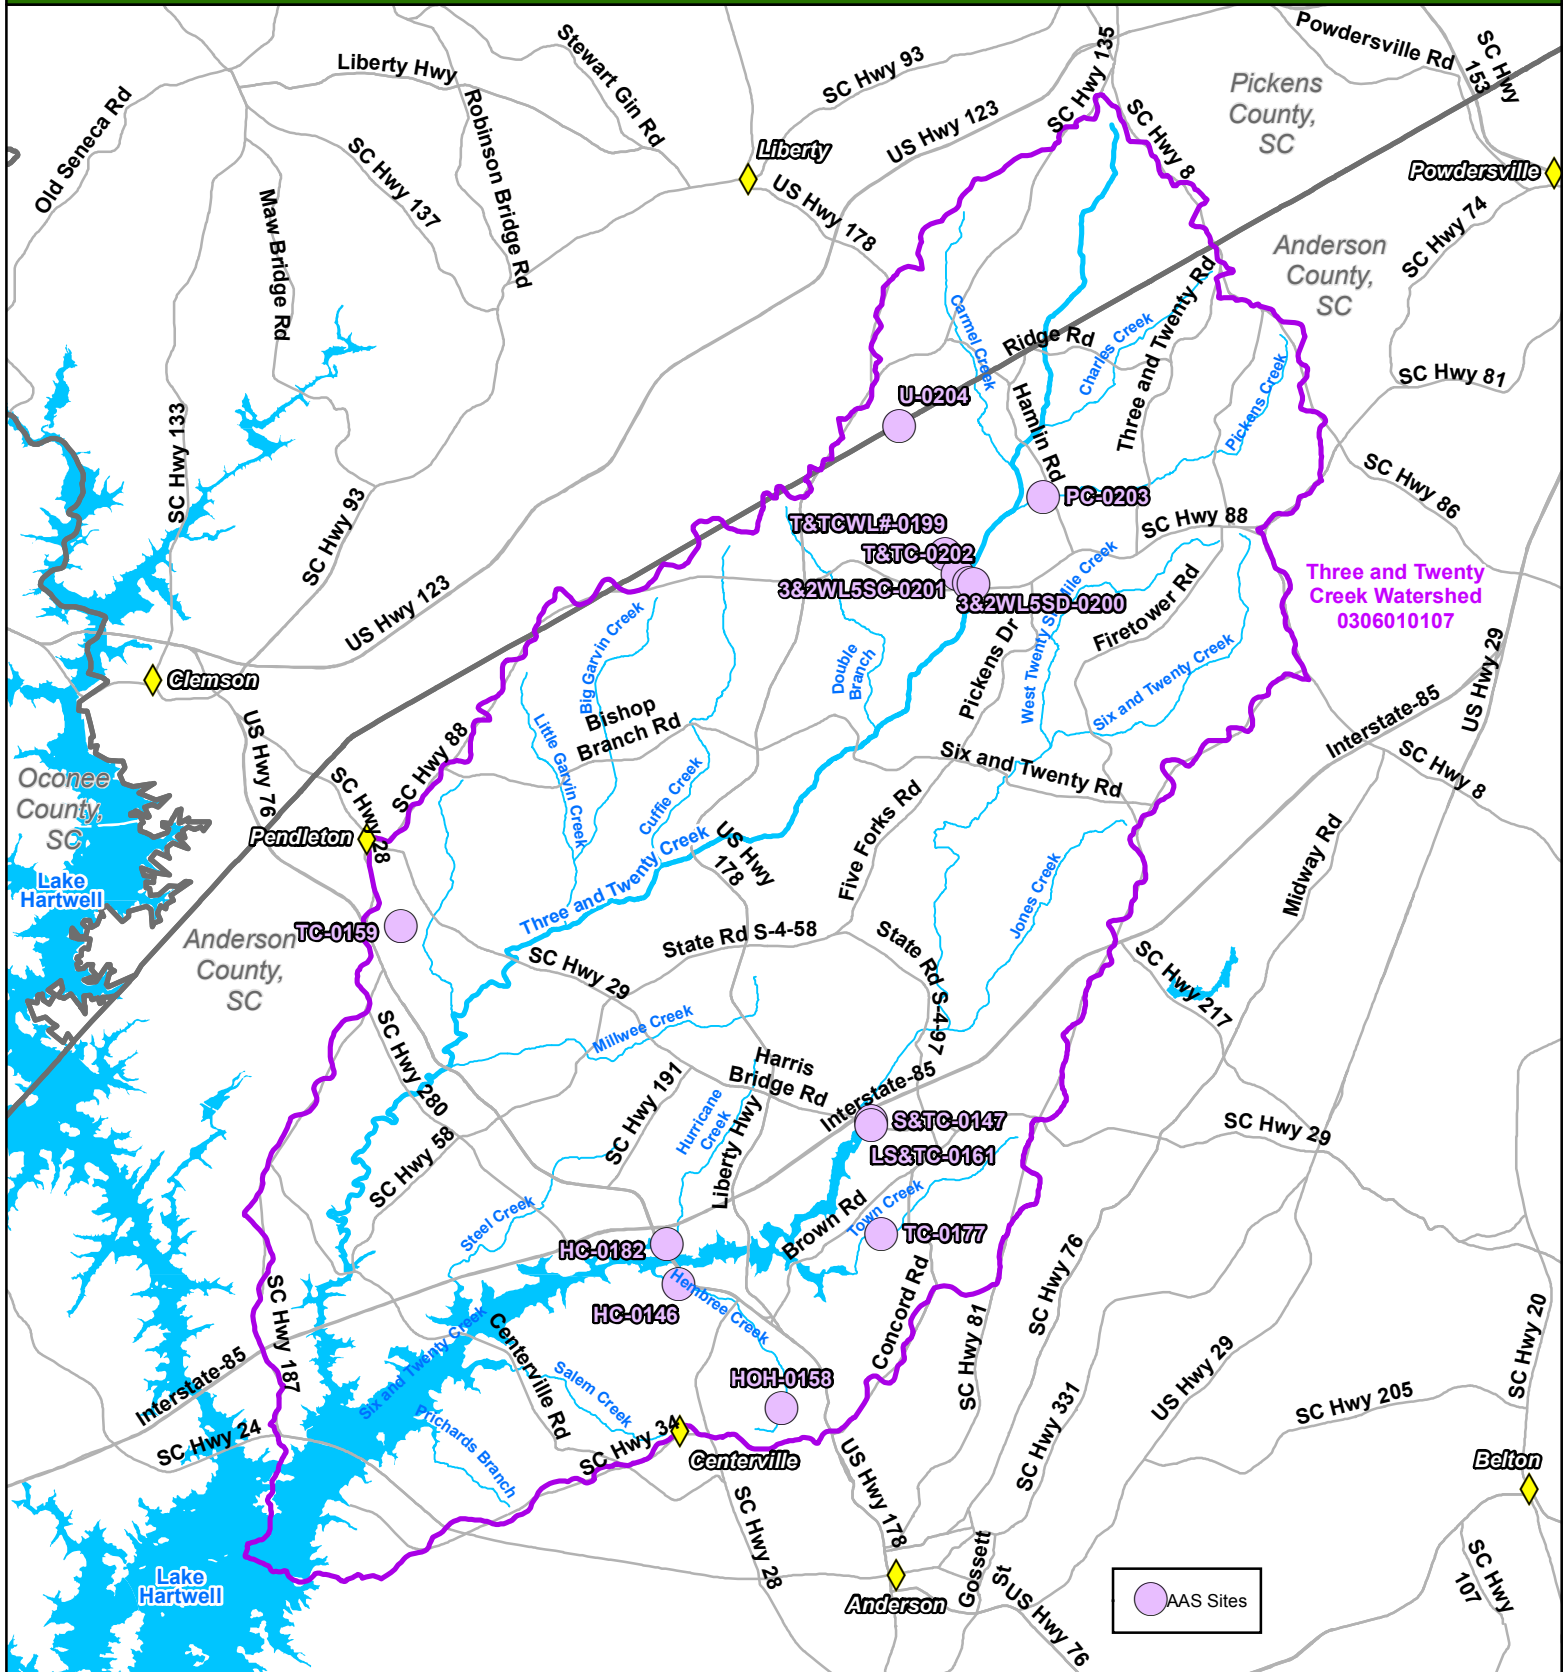 Powdersville Rd
SC Hwy
153
Stewart Gin Rd
SC Hwy 135
Liberty Hwy
SC Hwy 93
Pickens
County,
SC
Old Seneca Rd
Robinson Bridge Rd
US Hwy 123
SC Hwy 8
SC Hwy 137
Liberty
Powdersville
Maw Bridge Rd
US Hwy 178
SC Hwy 74
Anderson
County,
SC
Carmel Creek
Ridge Rd
Charles Creek
Three and Twenty Rd
SC Hwy 81
Pickens Creek
U-0204
Hamlin Rd
SC Hwy 133
SC Hwy 86
PC-0203
SC Hwy 93
T&TCWL#-0199
SC Hwy 88
T&TC-0202
3&2WL5SC-0201
3&2WL5SD-0200
West Twenty Six Mile Creek
Firetower Rd
Three and Twenty
Creek Watershed
0306010107
US Hwy 123
Big Garvin Creek
Double
Branch
Pickens Dr
Six and Twenty Creek
US Hwy 29
Clemson
Little Garvin Creek
Bishop
Branch Rd
Interstate-85
US Hwy 76
SC Hwy 88
Six and Twenty Rd
SC Hwy 8
Oconee
County,
SC
SC Hwy 28
Cuffie Creek
Five Forks Rd
Midway Rd
Pendleton
Three and Twenty Creek
US Hwy
178
Jones Creek
Lake
Hartwell
TC-0159
Anderson
County,
SC
State Rd S-4-58
State Rd S-4-97
SC Hwy 29
SC Hwy 217
SC Hwy 280
Millwee Creek
Harris
Bridge Rd
Interstate-85
SC Hwy 191
Hurricane
Creek
Liberty Hwy
S&TC-0147
SC Hwy 29
SC Hwy 58
LS&TC-0161
Steel Creek
Brown Rd
Town Creek
TC-0177
HC-0182
SC Hwy 76
HC-0146
Hembree Creek
Concord Rd
SC Hwy 187
Six and Twenty Creek
Centerville Rd
SC Hwy 81
SC Hwy 20
Interstate-85
Salem Creek
HOH-0158
US Hwy 29
SC Hwy 205
SC Hwy 24
Prichards Branch
SC Hwy 34
Centerville
SC Hwy 331
Belton
US Hwy 178
SC Hwy 28
Lake
Hartwell
Gossett
St
SC Hwy
107
Anderson
US Hwy 76
AAS Sites